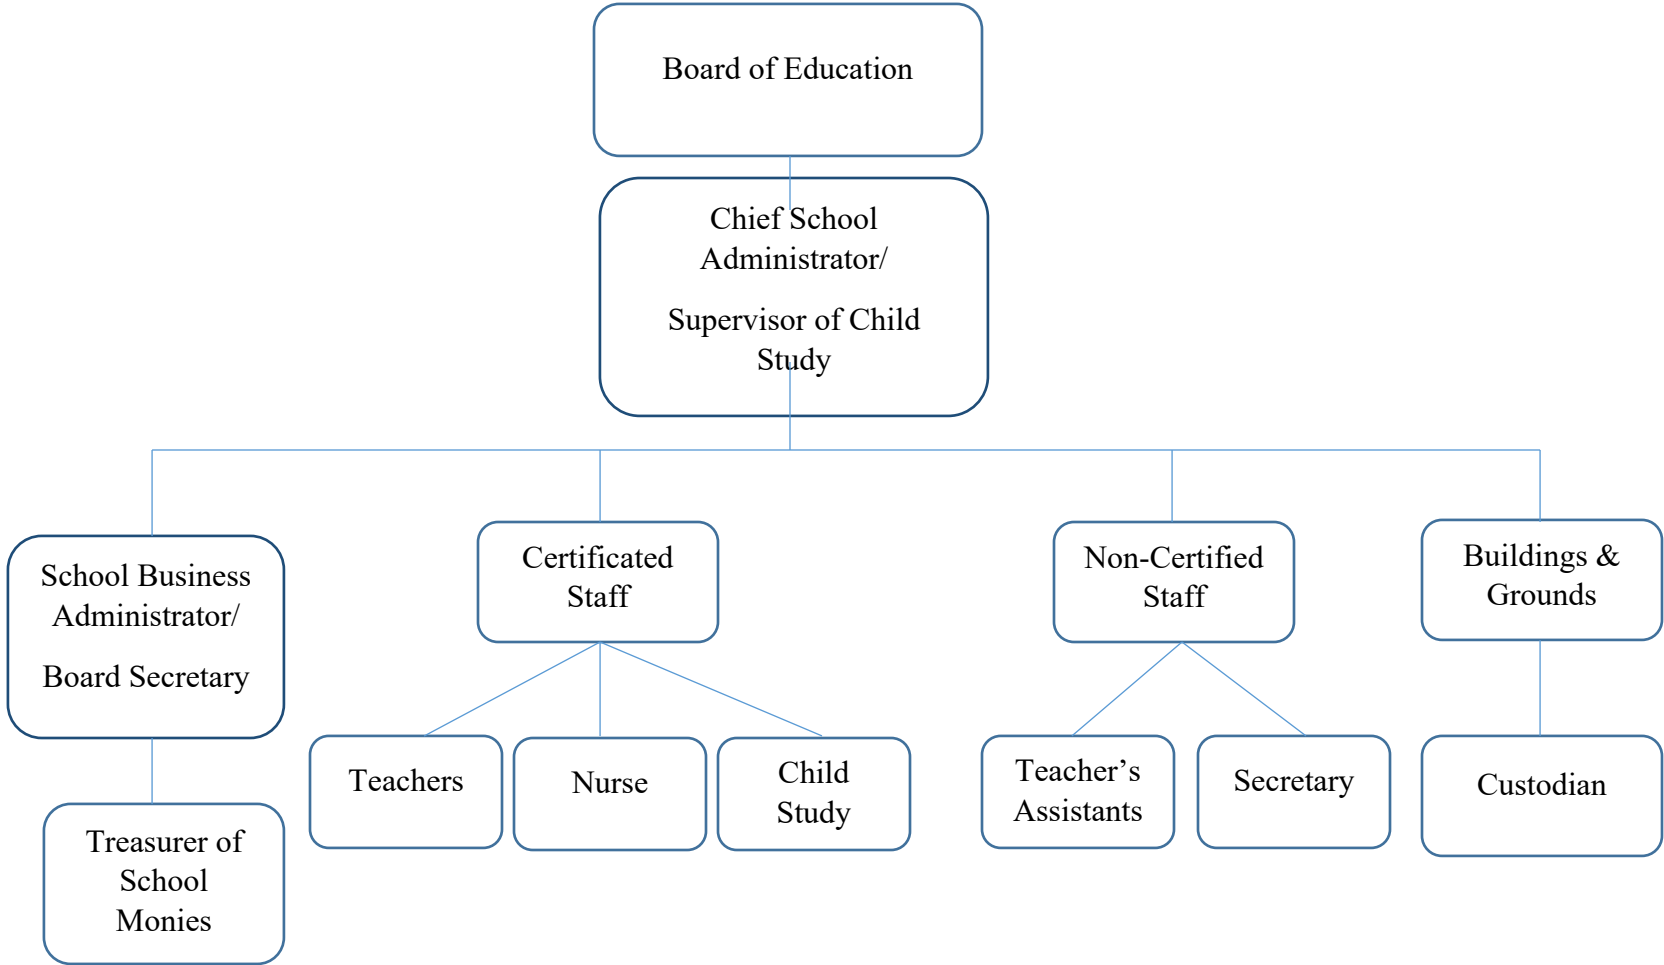 Board of Education
Chief School
Administrator/
Supervisor of Child
Study
School Business
Administrator/
Board Secretary
Certificated
Staff
Non-Certified
Staff
Buildings &
Grounds
Treasurer of
School
Monies
Teachers
Nurse
Child
Study
Teacher’s
Assistants
Secretary
Custodian